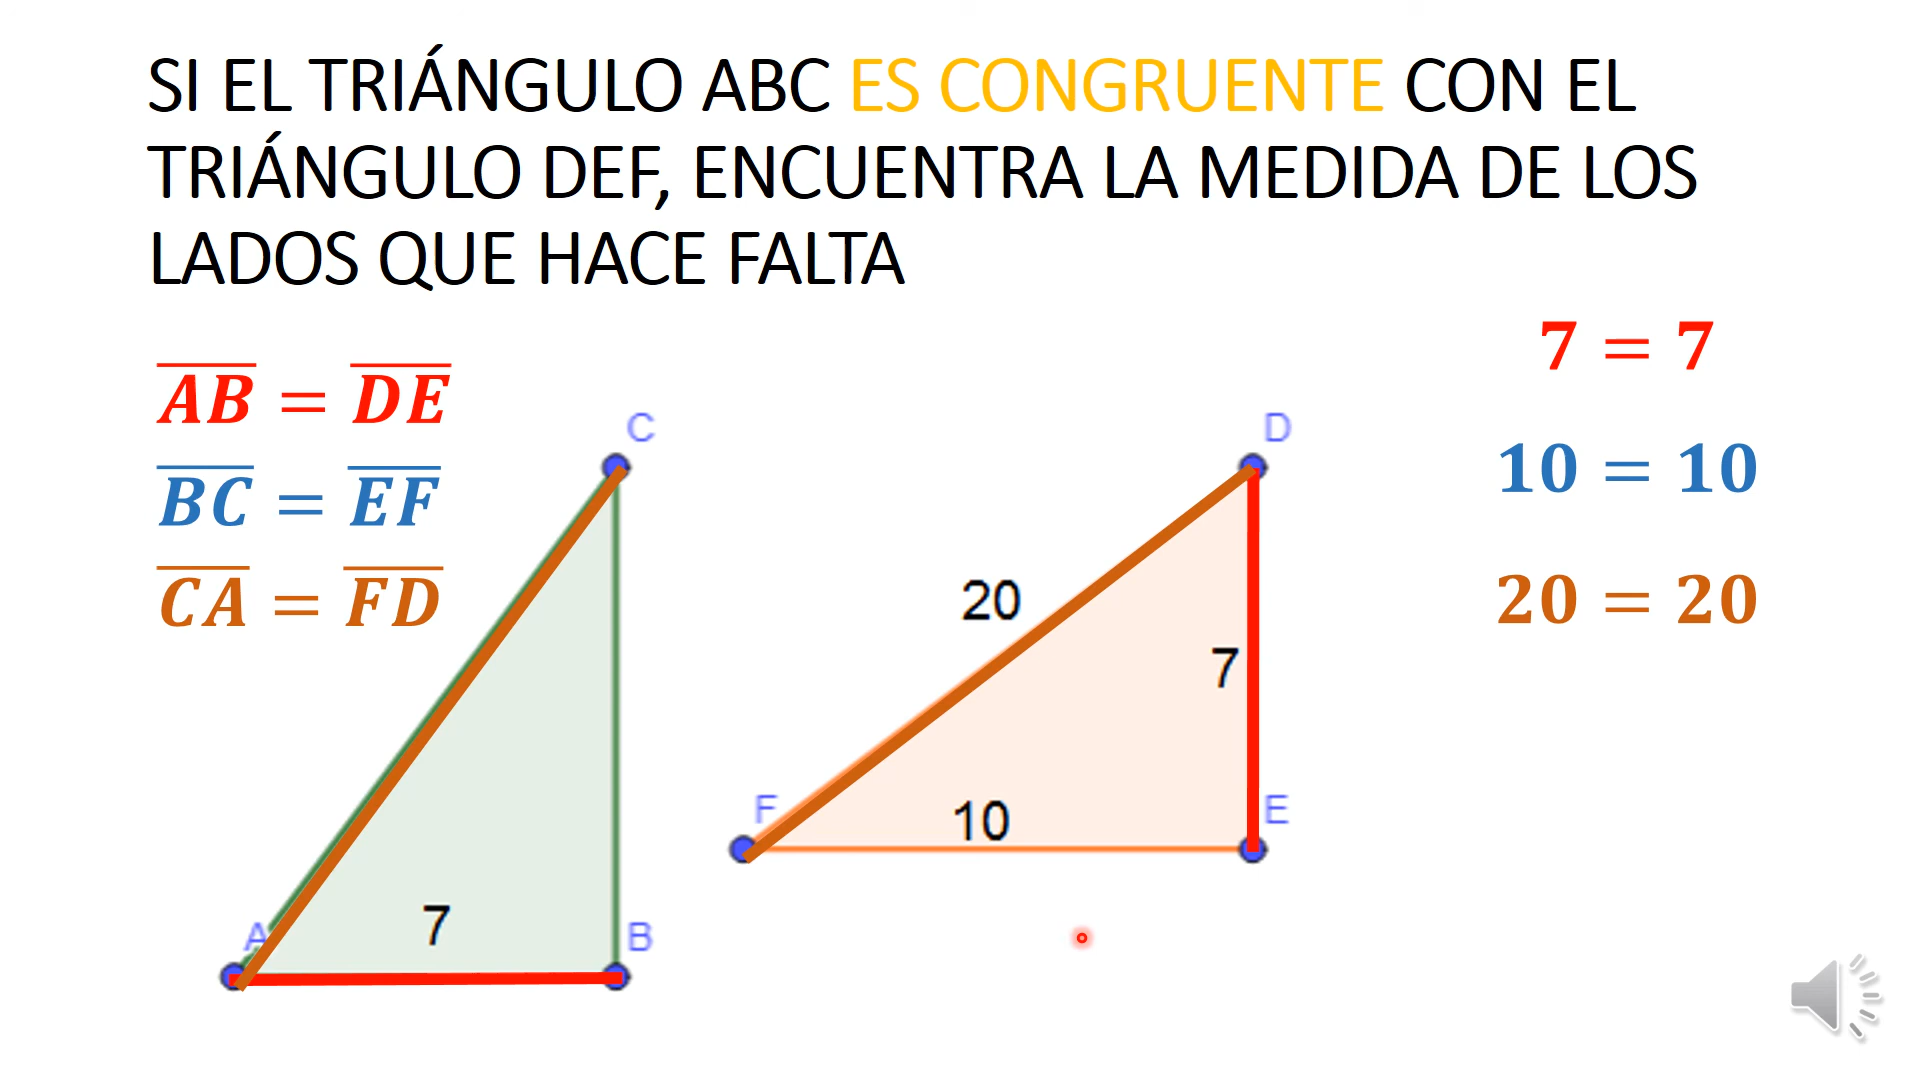 SI EL TRIÁNGULO ABC ES CONGRUENTE CON EL
TRIÁNGULO DEF, ENCUENTRA LA MEDIDA DE LOS
LADOS QUE HACE FALTA
AB = DE
BC = EF
CA = FD
C
A
7
B
D
20
7
F
10
E
7 = 7
10 = 10
20 = 20